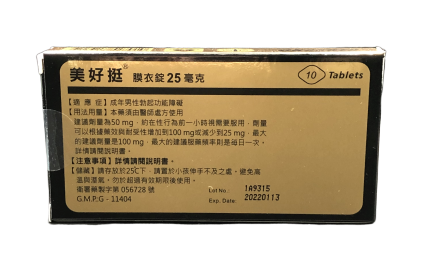 美好挺® 膜衣錠 25 毫克
10 Tablets
【適 應 症】成年男性勃起功能障礙
【用法用量】本藥須由醫師處方使用
建議劑量為50 mg,約在性行為前一小時視需要服用,劑量
可以根據藥效與耐受性增加到100 mg或減少到25 mg,最大
的建議劑量是100 mg,最大的建議服藥頻率則是每日一次。
詳情請閱說明書。
【注意事項】詳情請閱說明書。
【儲藏】請存放於25℃下,請置於小孩伸手不及之處。避免高
溫與溼氣。勿於超過有效期限後使用。
衛署藥製字第 056728 號
G.M.P.G - 11404
Lot No.: 1A9315
Exp. Date: 20220113